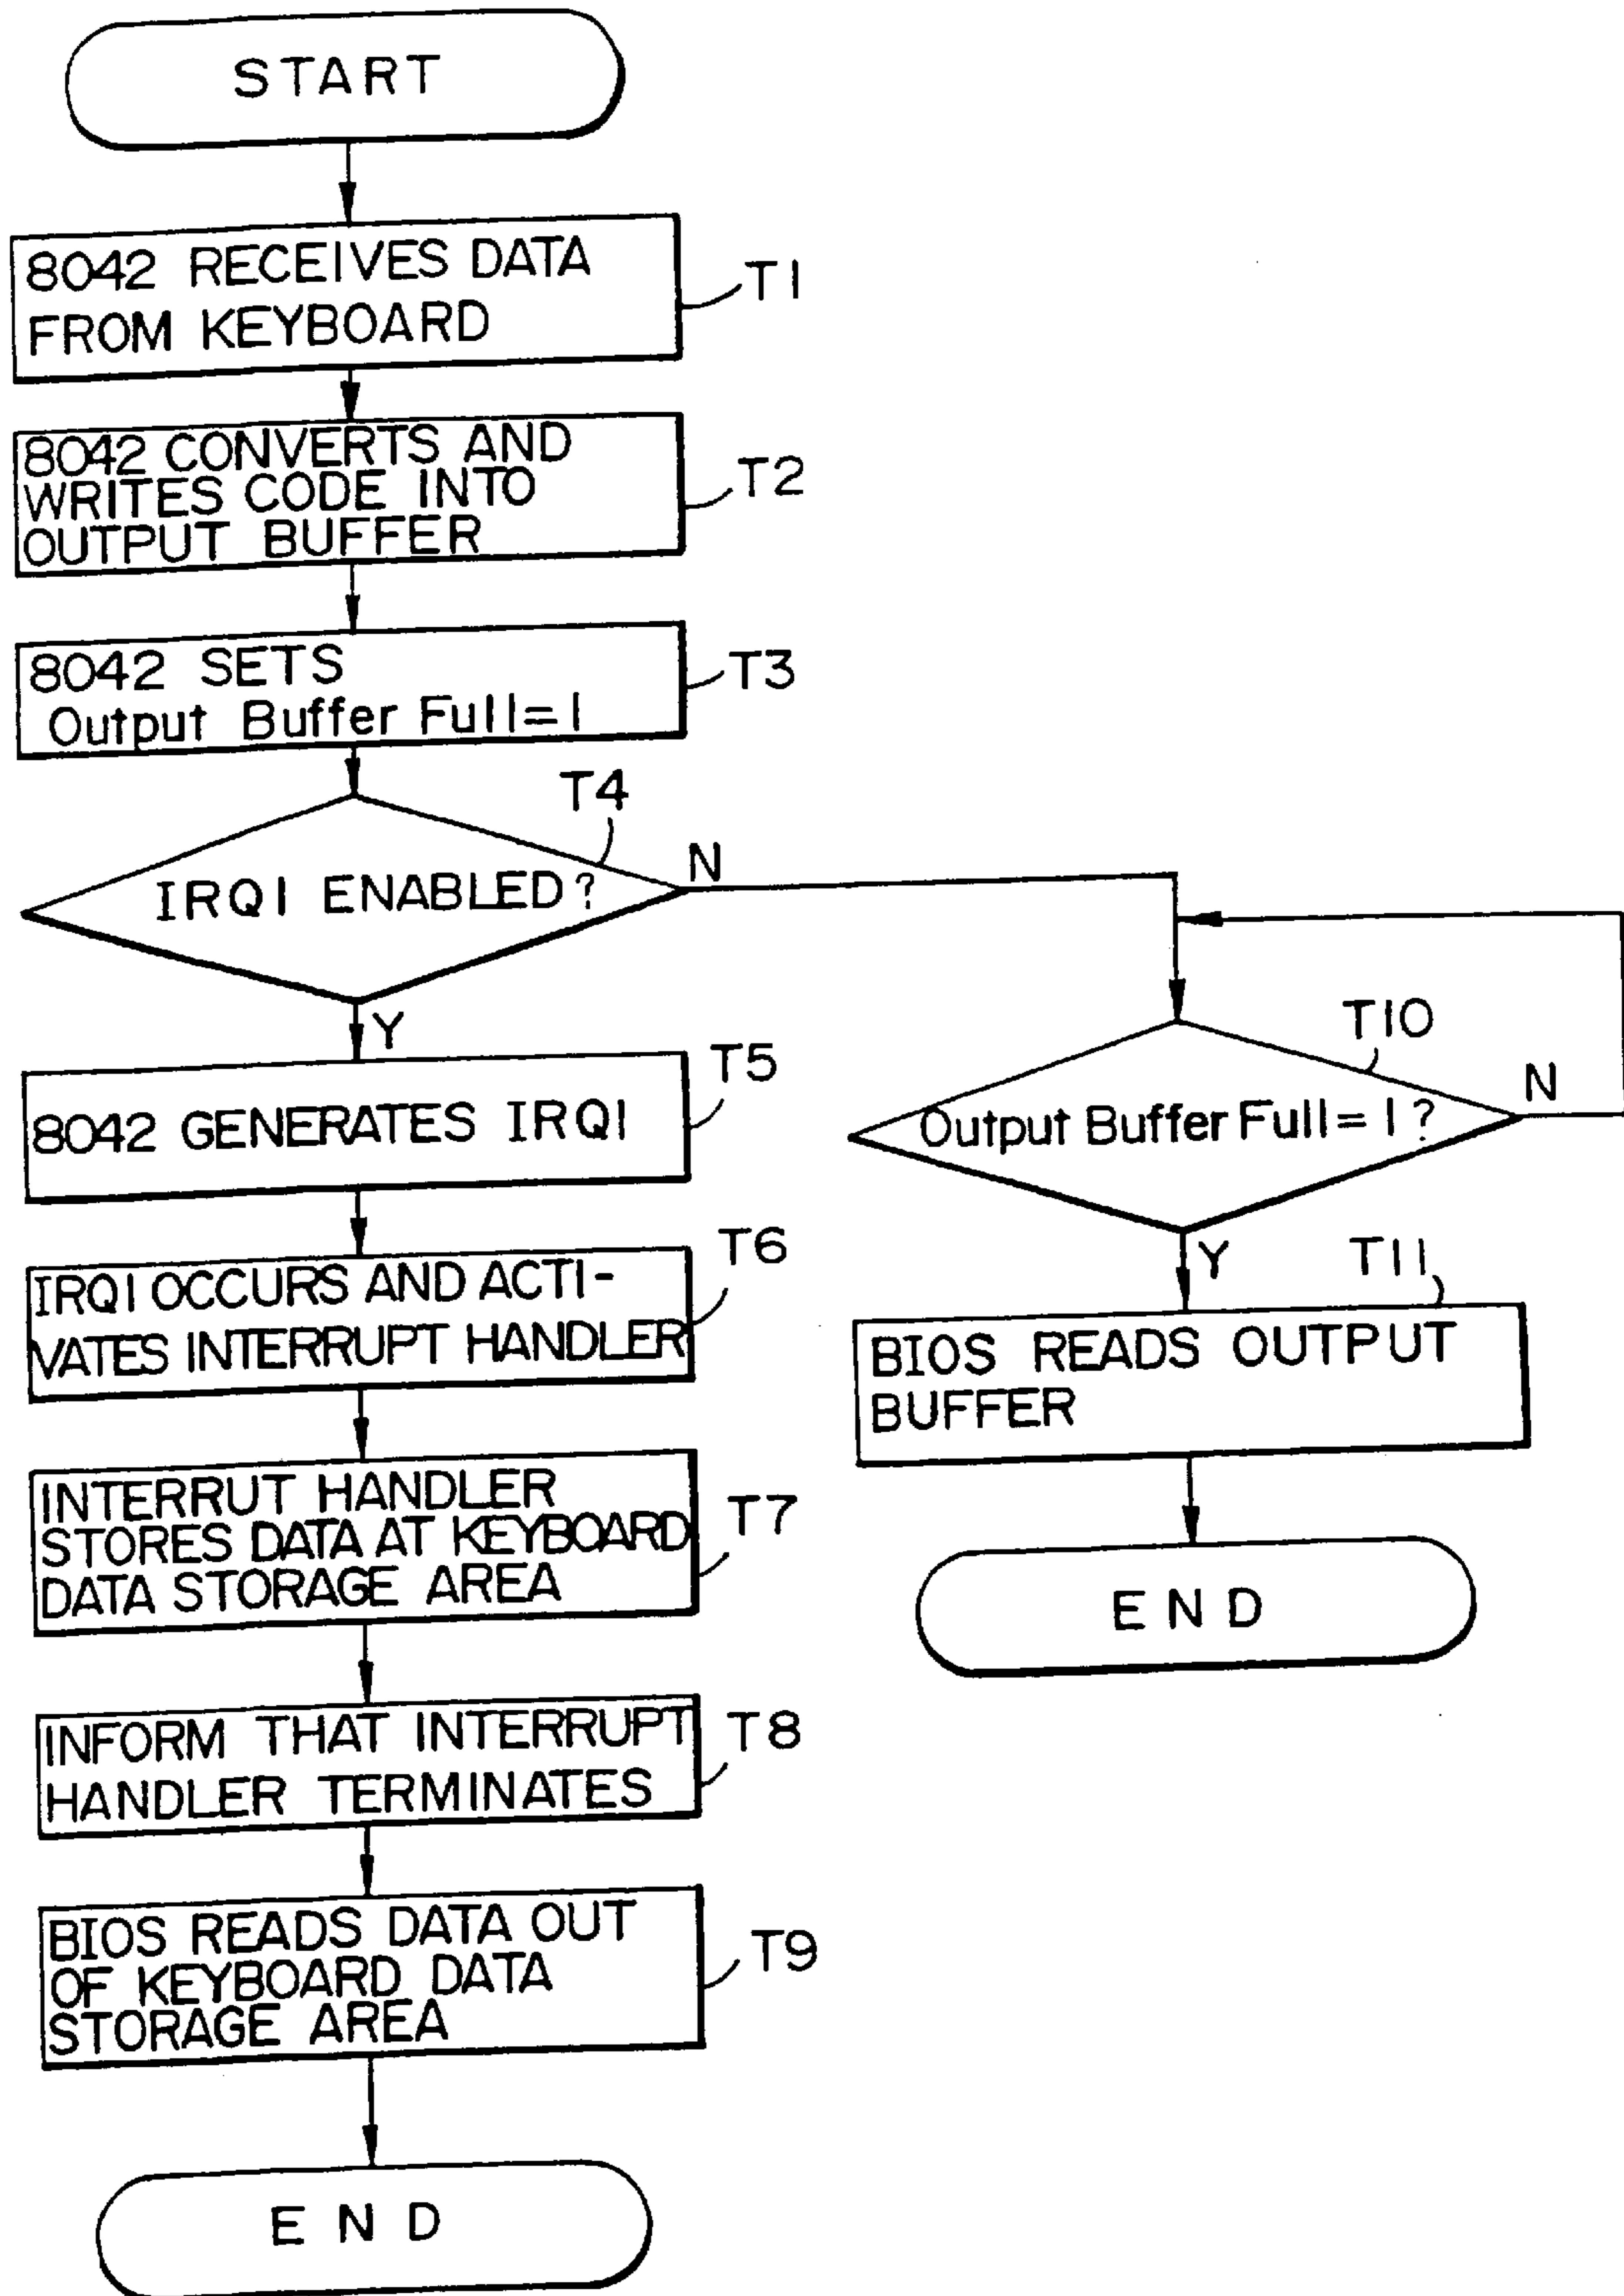 START
8042 RECEIVES DATA
FROM KEYBOARD
T1
8042 CONVERTS AND
WRITES CODE INTO
OUTPUT BUFFER
T2
8042 SETS
Output Buffer Full=1
T3
T4
IRQ1 ENABLED?
N
Y
8042 GENERATES IRQ1
T5
IRQ1 OCCURS AND ACTI-
VATES INTERRUPT HANDLER
T6
INTERRUT HANDLER
STORES DATA AT KEYBOARD
DATA STORAGE AREA
T7
INFORM THAT INTERRUPT
HANDLER TERMINATES
T8
BIOS READS DATA OUT
OF KEYBOARD DATA
STORAGE AREA
T9
END
T10
Output Buffer Full=1?
N
Y
T11
BIOS READS OUTPUT
BUFFER
END